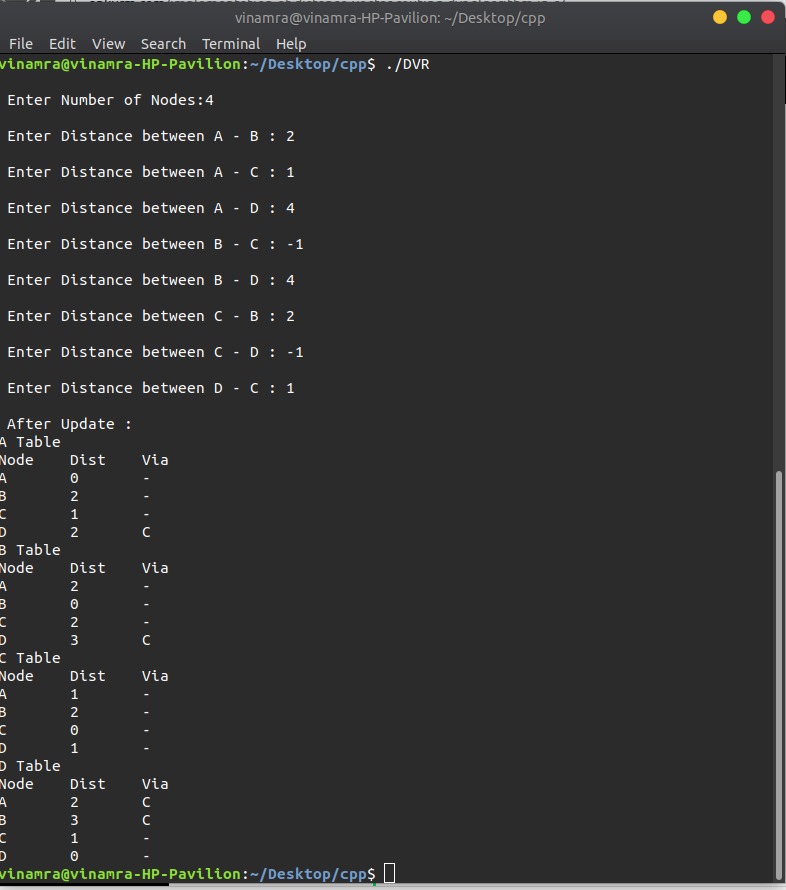 vinamra@vinamra-HP-Pavilion: ~/Desktop/cpp
File Edit View Search Terminal Help
vinamra@vinamra-HP-Pavilion:~/Desktop/cpp$ ./DVR
Enter Number of Nodes:4
Enter Distance between A - B : 2
Enter Distance between A - C : 1
Enter Distance between A - D : 4
Enter Distance between B - C : -1
Enter Distance between B - D : 4
Enter Distance between C - B : 2
Enter Distance between C - D : -1
Enter Distance between D - C : 1
After Update :
A Table
Node Dist Via
A 0 -
B 2 -
C 1 -
D 2 C
B Table
Node Dist Via
A 2 -
B 0 -
C 2 -
D 3 C
C Table
Node Dist Via
A 1 -
B 2 -
C 0 -
D 1 -
D Table
Node Dist Via
A 2 C
B 3 C
C 1 -
D 0 -
vinamra@vinamra-HP-Pavilion:~/Desktop/cpp$